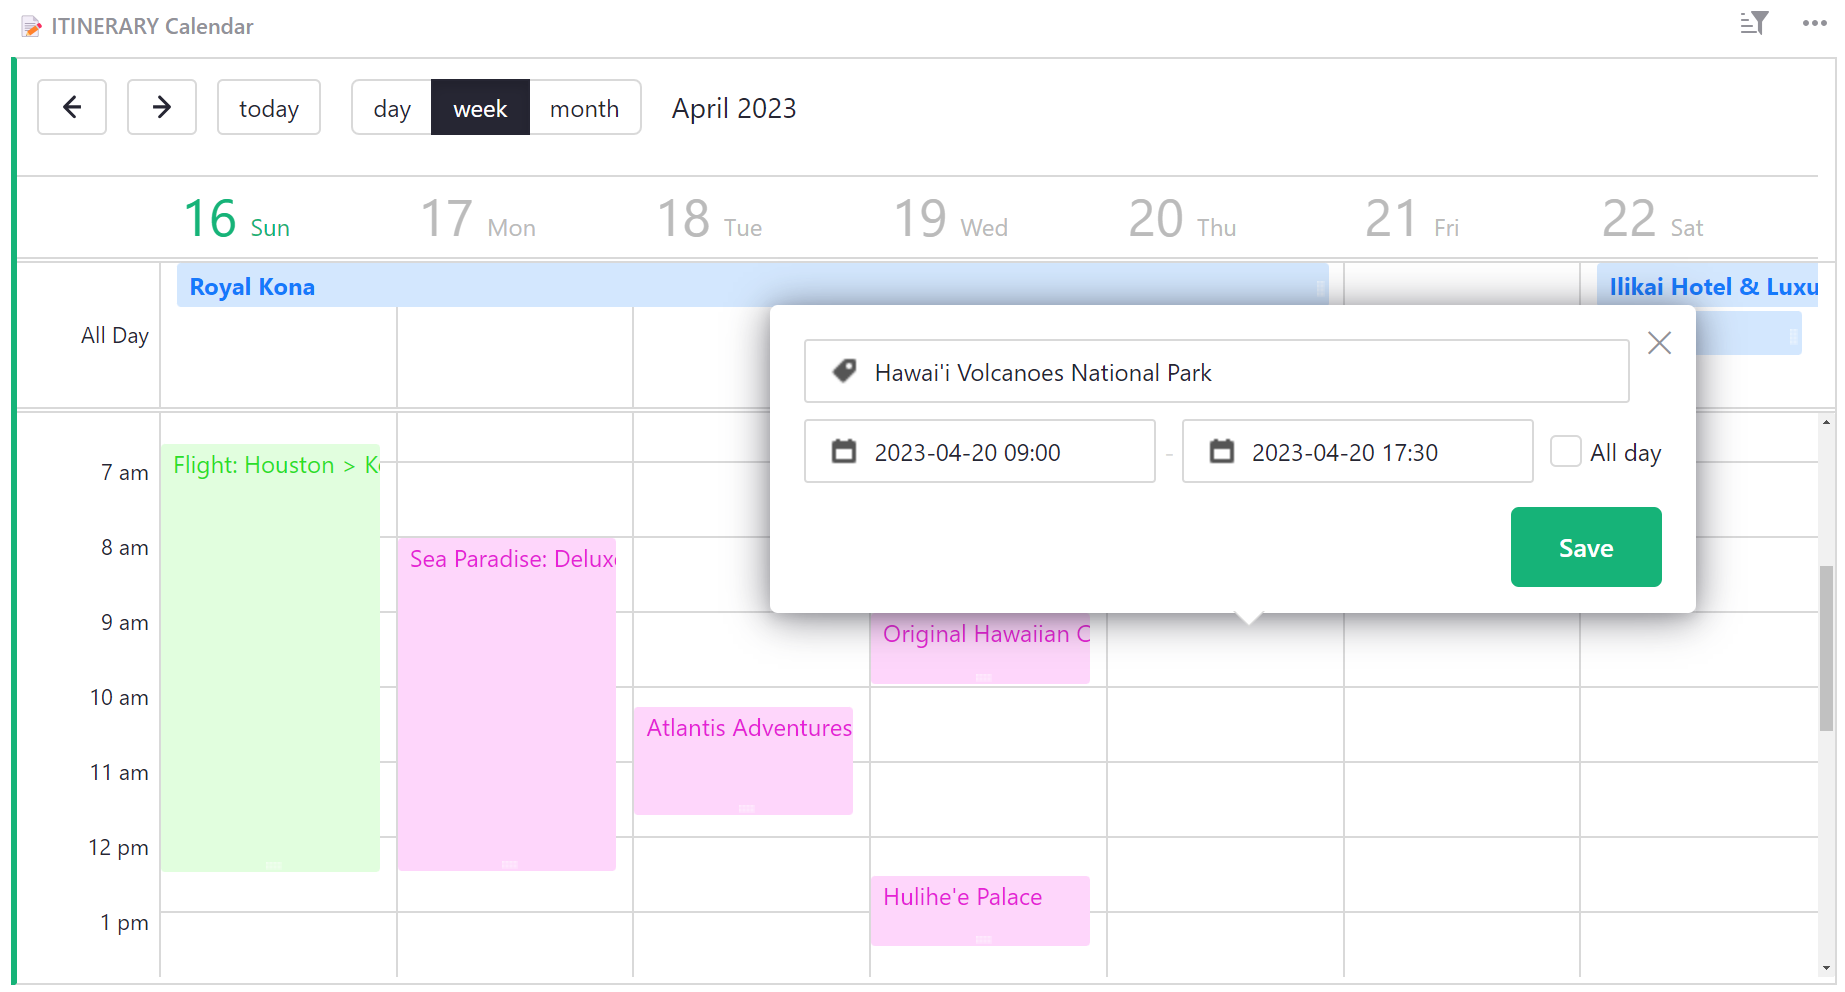 ITINERARY Calendar
today
day
week
month
April 2023
16 Sun
17 Mon
18 Tue
19 Wed
20 Thu
21 Fri
22 Sat
All Day
Royal Kona
Ilikai Hotel & Luxu
Hawai'i Volcanoes National Park
2023-04-20 09:00 - 2023-04-20 17:30
All day
Save
7 am
8 am
9 am
10 am
11 am
12 pm
1 pm
Flight: Houston > K
Sea Paradise: Delux
Atlantis Adventures
Original Hawaiian C
Hulihe'e Palace